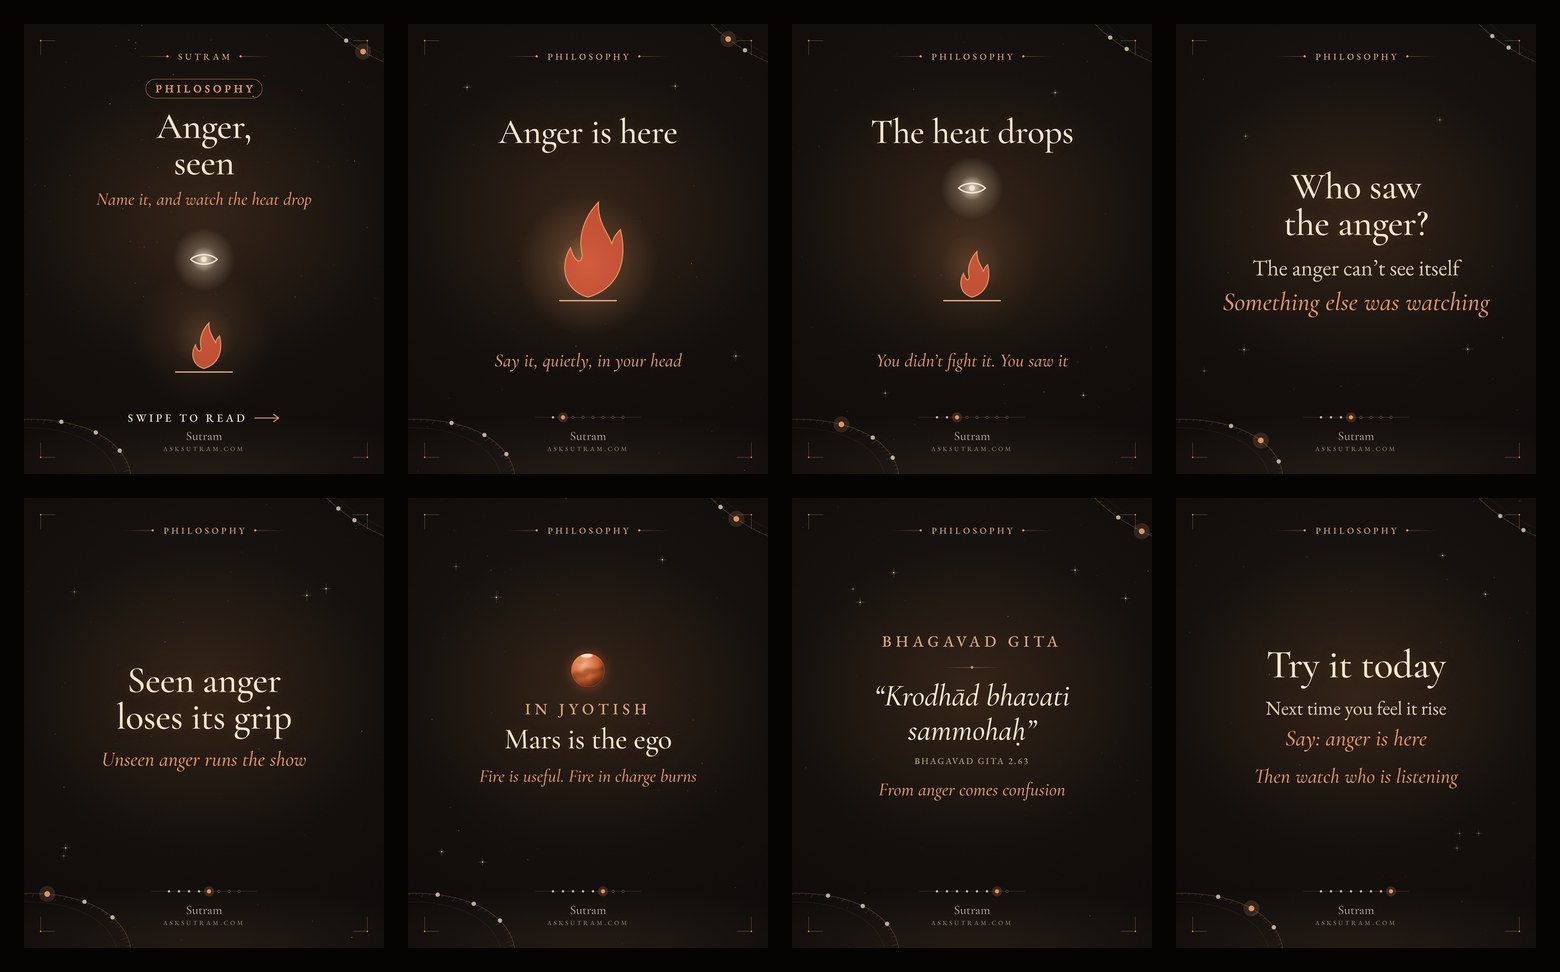 SUTRAM
PHILOSOPHY
Anger,
seen
Name it, and watch the heat drop
SWIPE TO READ
Sutram
ASKSUTRAM.COM
PHILOSOPHY
Anger is here
Say it, quietly, in your head
Sutram
ASKSUTRAM.COM
PHILOSOPHY
The heat drops
You didn’t fight it. You saw it
Sutram
ASKSUTRAM.COM
PHILOSOPHY
Who saw
the anger?
The anger can’t see itself
Something else was watching
Sutram
ASKSUTRAM.COM
PHILOSOPHY
Seen anger
loses its grip
Unseen anger runs the show
Sutram
ASKSUTRAM.COM
PHILOSOPHY
IN JYOTISH
Mars is the ego
Fire is useful. Fire in charge burns
Sutram
ASKSUTRAM.COM
PHILOSOPHY
BHAGAVAD GITA
“Krodhād bhavati
sammohaḥ”
BHAGAVAD GITA 2.63
From anger comes confusion
Sutram
ASKSUTRAM.COM
PHILOSOPHY
Try it today
Next time you feel it rise
Say: anger is here
Then watch who is listening
Sutram
ASKSUTRAM.COM